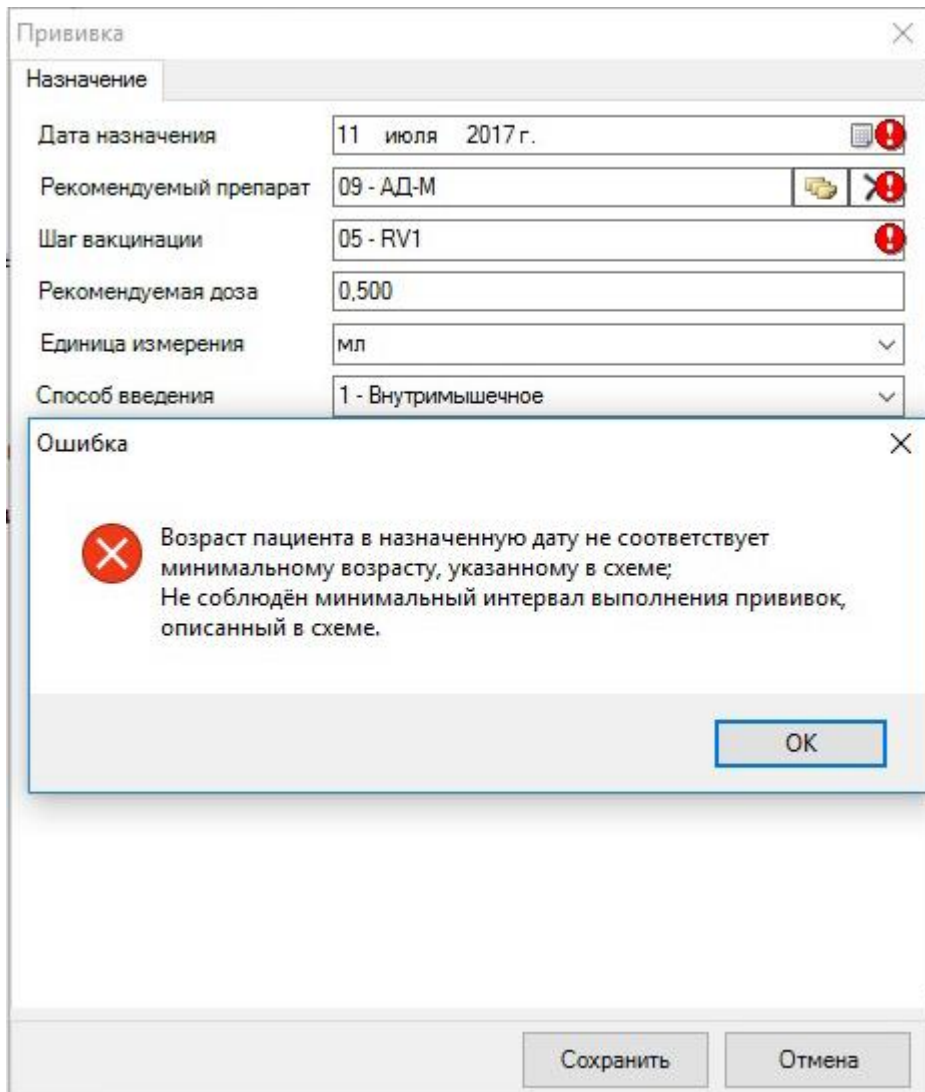 Прививка
Назначение
Дата назначения 11 июля 2017 г.
Рекомендуемый препарат 09 - АД-М
Шаг вакцинации 05 - RV1
Рекомендуемая доза 0,500
Единица измерения мл
Способ введения 1 - Внутримышечное
Ошибка
Возраст пациента в назначенную дату не соответствует
минимальному возрасту, указанному в схеме;
Не соблюдён минимальный интервал выполнения прививок,
описанный в схеме.
ОК
Сохранить Отмена